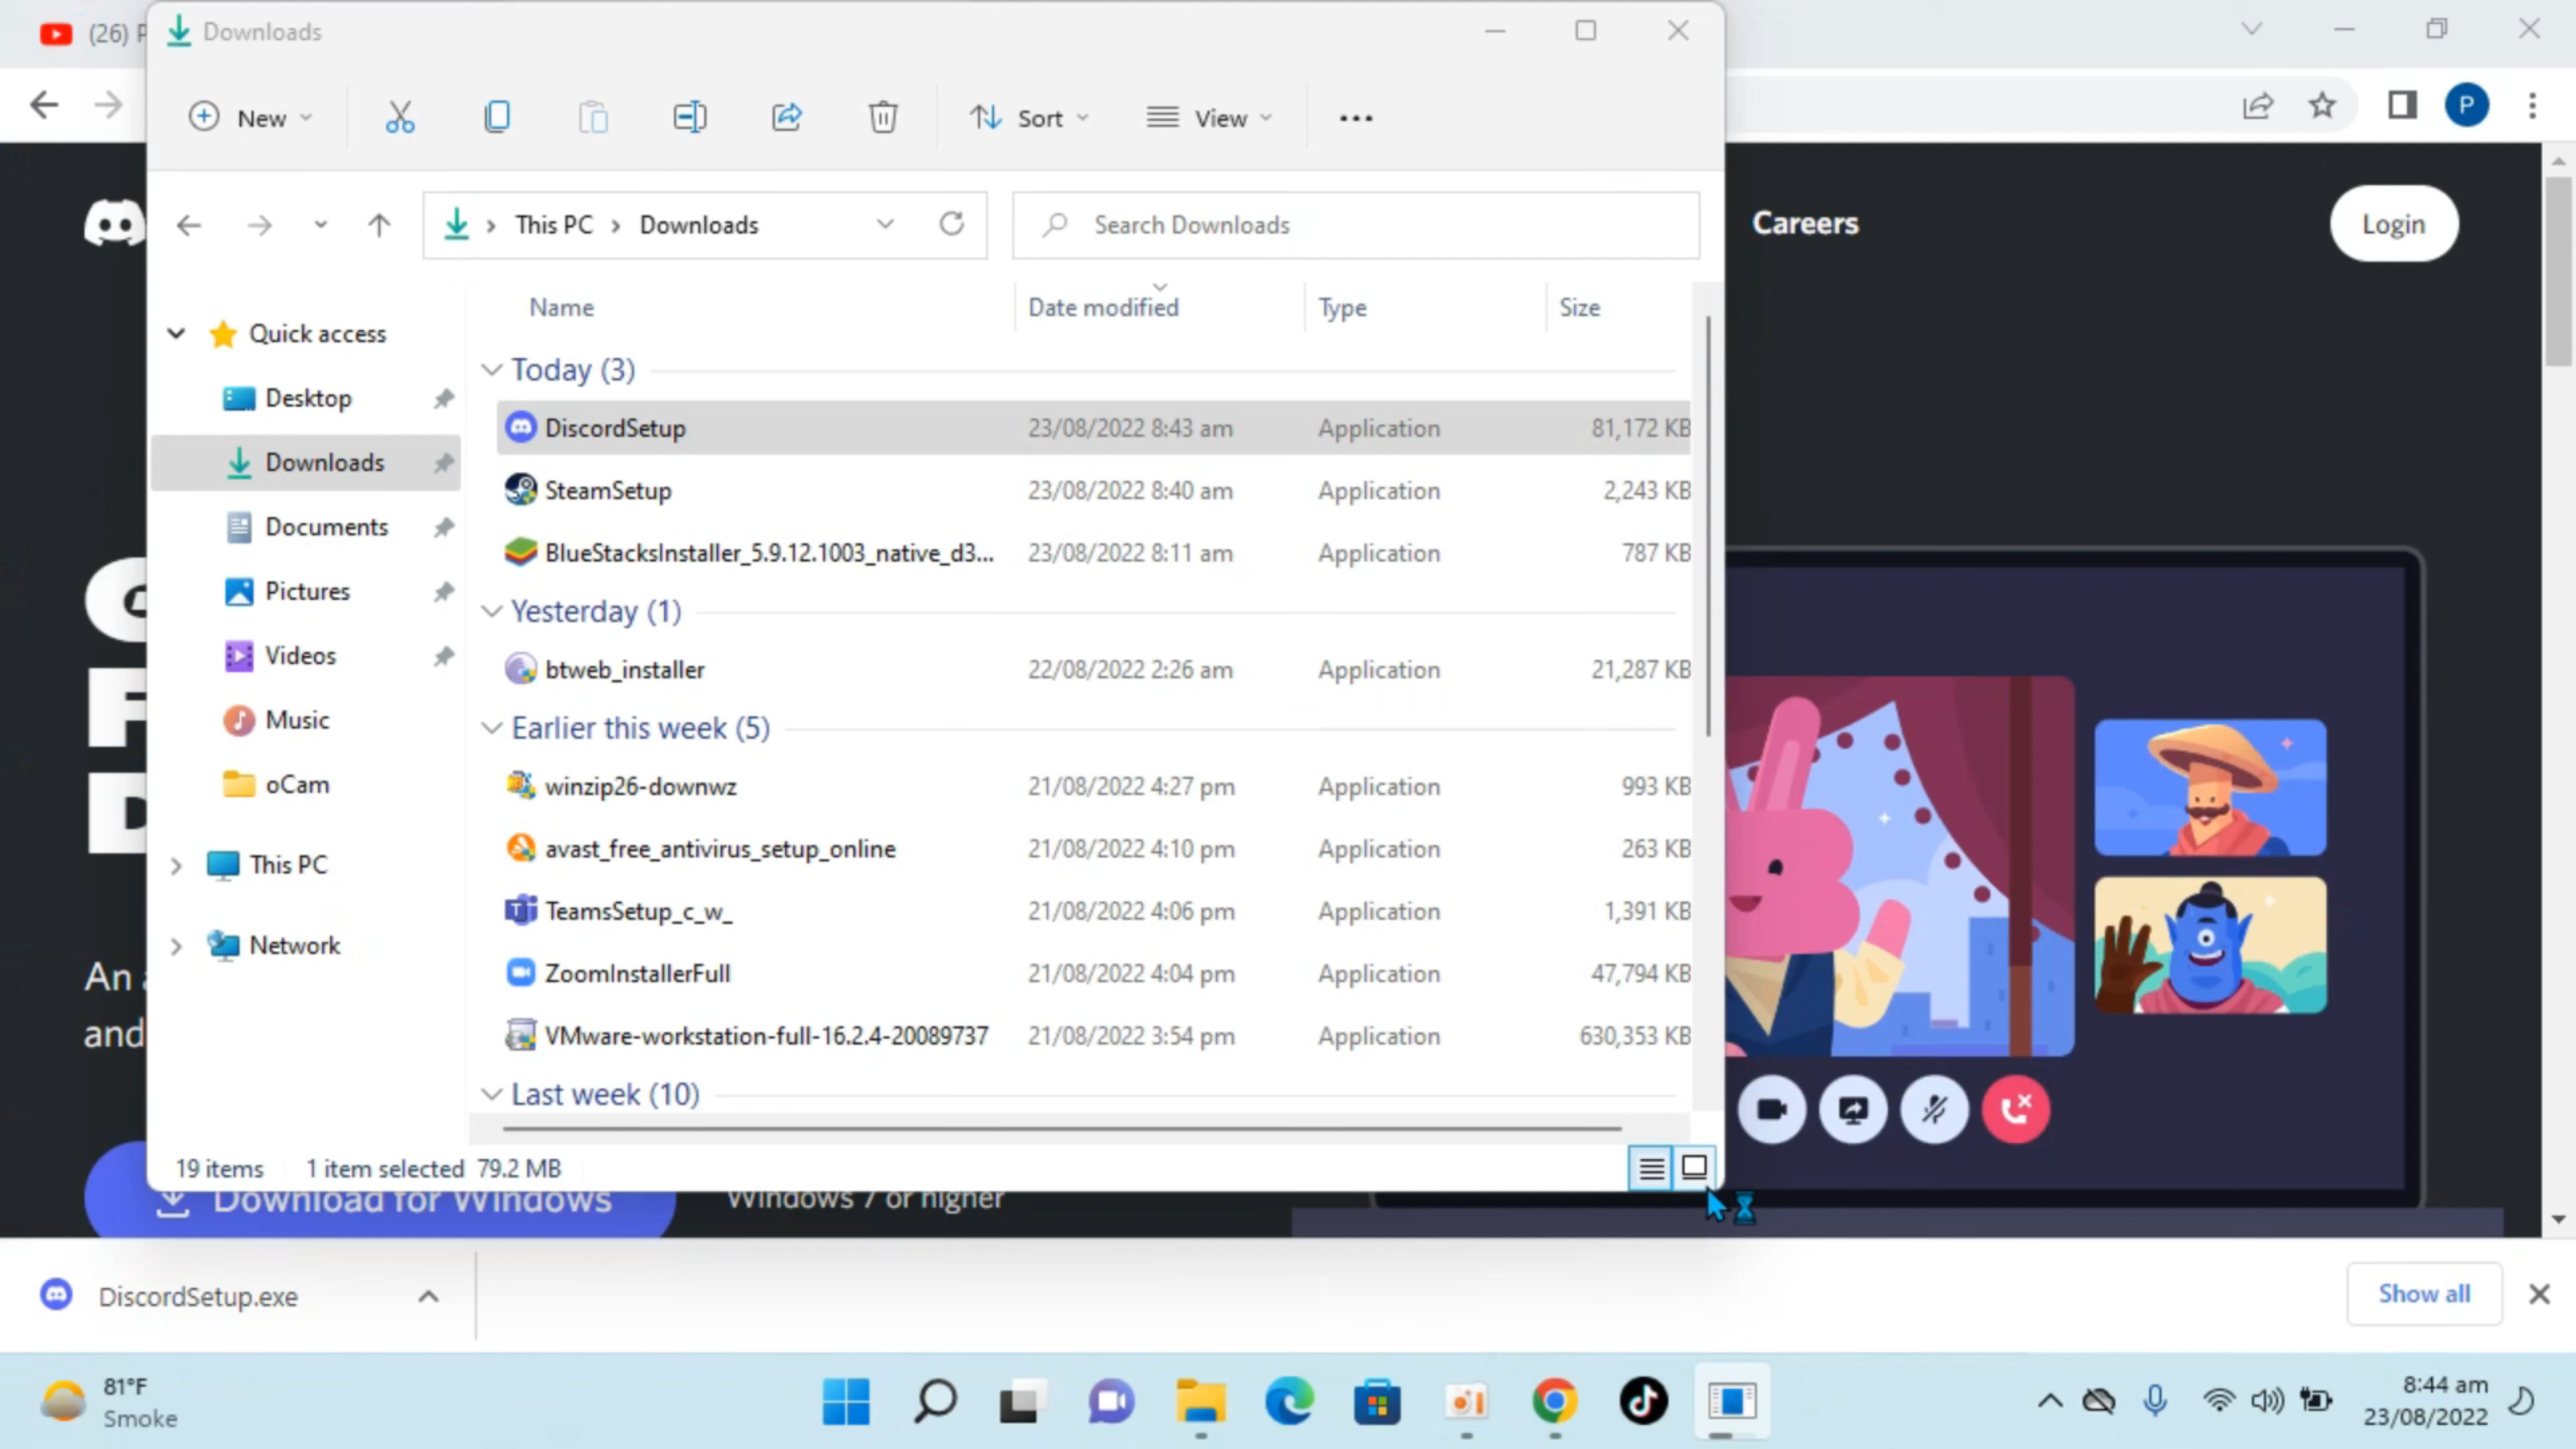 (26) P
Downloads
New
Sort
View
This PC > Downloads
Search Downloads
Careers
Login
Name
Date modified
Type
Size
Quick access
Desktop
Downloads
Documents
Pictures
Videos
Music
oCam
This PC
Network
Today (3)
DiscordSetup 23/08/2022 8:43 am Application 81,172 KB
SteamSetup 23/08/2022 8:40 am Application 2,243 KB
BlueStacksInstaller_5.9.12.1003_native_d3... 23/08/2022 8:11 am Application 787 KB
Yesterday (1)
btweb_installer 22/08/2022 2:26 am Application 21,287 KB
Earlier this week (5)
winzip26-downwz 21/08/2022 4:27 pm Application 993 KB
avast_free_antivirus_setup_online 21/08/2022 4:10 pm Application 263 KB
TeamsSetup_c_w_ 21/08/2022 4:06 pm Application 1,391 KB
ZoomInstallerFull 21/08/2022 4:04 pm Application 47,794 KB
VMware-workstation-full-16.2.4-20089737 21/08/2022 3:54 pm Application 630,353 KB
Last week (10)
19 items 1 item selected 79.2 MB
F
D
An
and
Download for Windows
Windows 7 or higher
P
DiscordSetup.exe
Show all
81°F
Smoke
8:44 am
23/08/2022